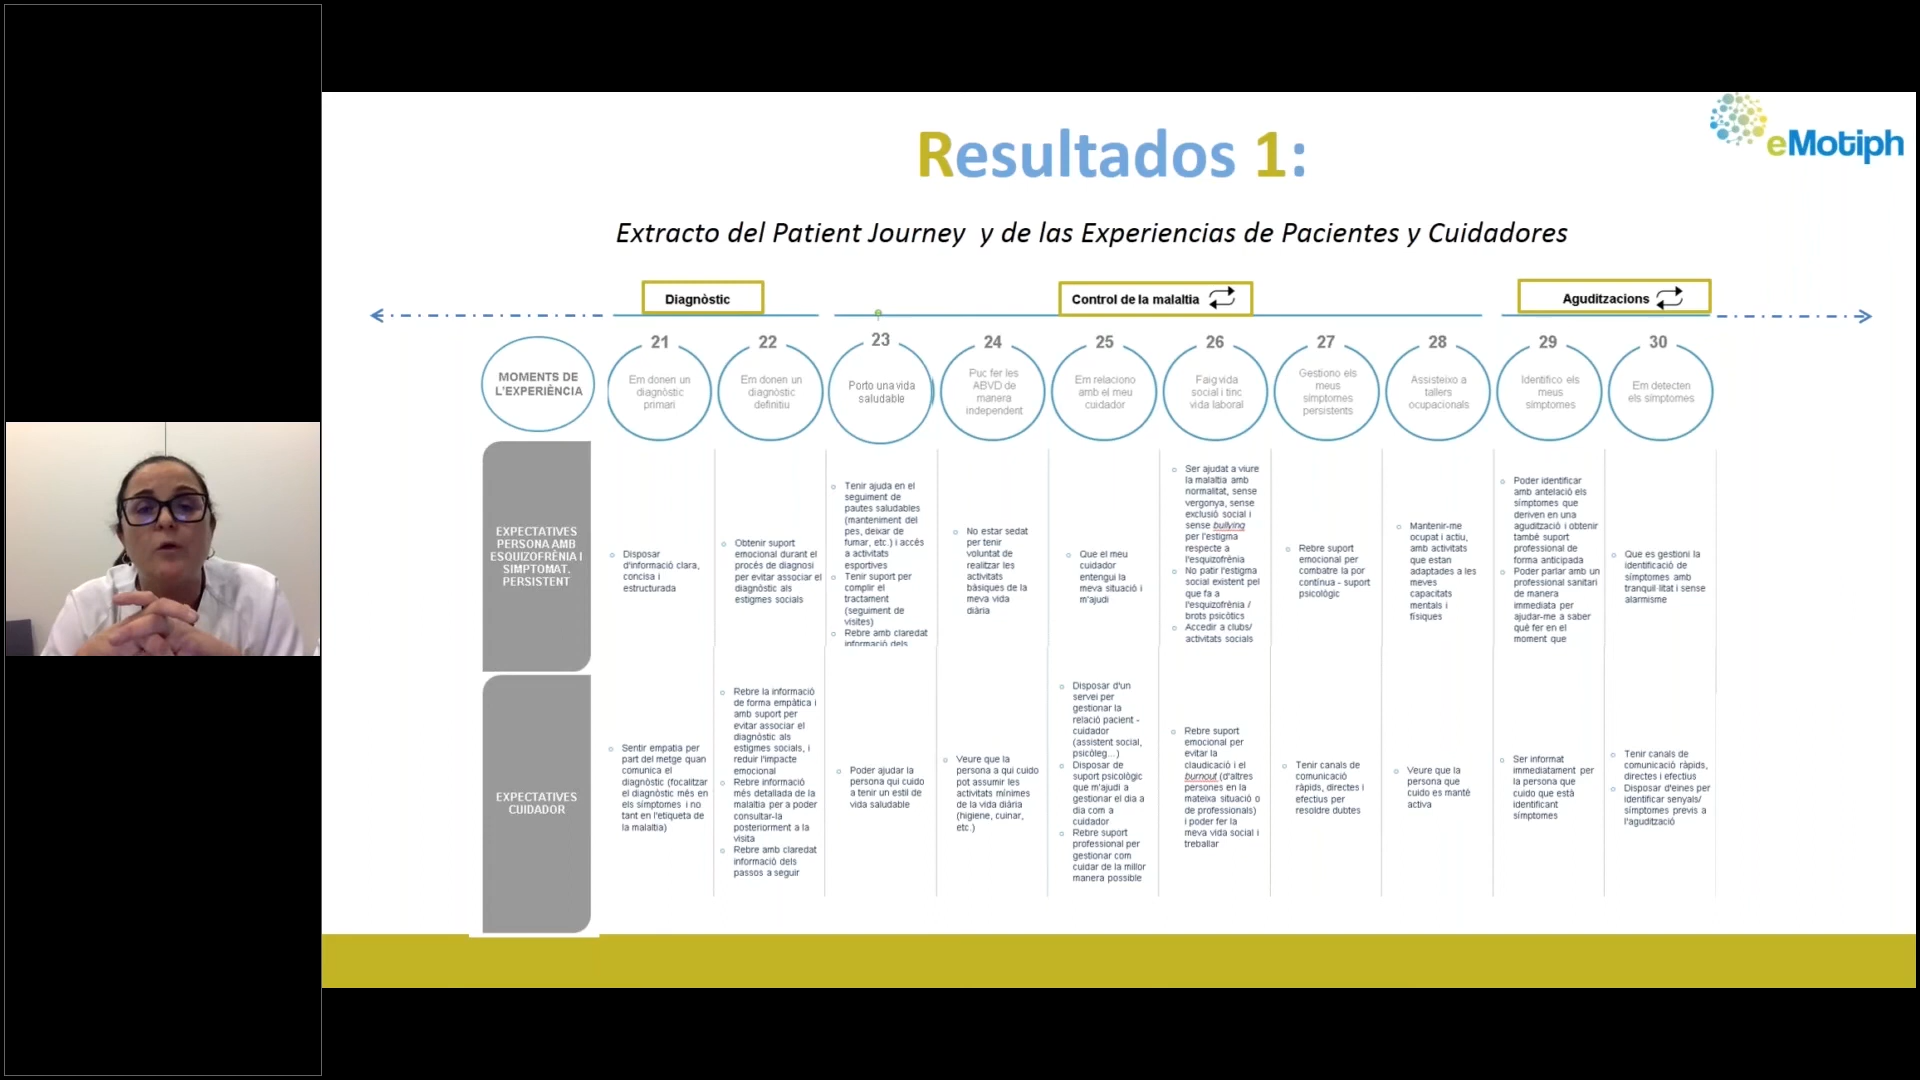 eMotiph
Resultados 1:
Extracto del Patient Journey y de las Experiencias de Pacientes y Cuidadores
Diagnòstic
Control de la malaltia
Aguditzacions
MOMENTS DE
L'EXPERIÈNCIA
21
Em donen un
diagnòstic
primari
22
Em donen un
diagnòstic
definitiu
23
Porto una vida
saludable
24
Puc fer les
ABVD de
manera
independent
25
Em relaciono
amb el meu
cuidador
26
Faig vida
social i tinc
vida laboral
27
Gestiono els
meus
símptomes
persistents
28
Assisteixo a
tallers
ocupacionals
29
Identifico els
meus
símptomes
30
Em detecten
els símptomes
EXPECTATIVES
PERSONA AMB
ESQUIZOFRÈNIA I
SIMPTOMAT.
PERSISTENT
Disposar
d'informació clara,
concisa i
estructurada
Obtenir suport
emocional durant el
procés de diagnosi
per evitar associar el
diagnòstic als
estigmes socials
Tenir ajuda en el
seguiment de
pautes saludables
(manteniment del
pes, deixar de
fumar, etc.) i accés
a activitats
esportives
Tenir suport per
complir el
tractament
(seguiment de
visites)
Rebre amb claredat
informació dels
No estar sedat
per tenir
voluntat de
realitzar les
activitats
bàsiques de la
meva vida
diària
Que el meu
cuidador
entengui la
meva situació i
m'ajudi
Ser ajudat a viure
la malaltia amb
normalitat, sense
vergonya, sense
exclusió social i
sense bullying
per l'estigma
respecte a
l'esquizofrènia
No patir l'estigma
social existent pel
que fa a
l'esquizofrènia /
brots psicòtics
Accedir a clubs/
activitats socials
Rebre suport
emocional per
combatre la por
contínua - suport
psicològic
Mantenir-me
ocupat i actiu,
amb activitats
que estan
adaptades a les
meves
capacitats
mentals i
físiques
Poder identificar
amb antelació els
símptomes que
deriven en una
agudització i obtenir
també suport
professional de
forma anticipada
Poder parlar amb un
professional sanitari
de manera
immediata per
ajudar-me a saber
què fer en el
moment que
Que es gestioni la
identificació de
símptomes amb
tranquil·litat i sense
alarmisme
EXPECTATIVES
CUIDADOR
Sentir empatia per
part del metge quan
comunica el
diagnòstic (focalitzar
el diagnòstic més en
els símptomes i no
tant en l'etiqueta de
la malaltia)
Rebre la informació
de forma empàtica i
amb suport per
evitar associar el
diagnòstic als
estigmes socials, i
reduir l'impacte
emocional
Rebre informació
més detallada de la
malaltia per a poder
consultar-la
posteriorment a la
visita
Rebre amb claredat
informació dels
passos a seguir
Poder ajudar la
persona qui cuido
a tenir un estil de
vida saludable
Veure que la
persona a qui cuido
pot assumir les
activitats mínimes
de la vida diària
(higiene, cuinar,
etc.)
Disposar d'un
servei per
gestionar la
relació pacient -
cuidador
(assistent social,
psicòleg...)
Disposar de
suport psicològic
que m'ajudi a
gestionar el dia a
dia com a
cuidador
Rebre suport
professional per
gestionar com
cuidar de la millor
manera possible
Rebre suport
emocional per
evitar la
claudicació i el
burnout (d'altres
persones en la
mateixa situació o
de professionals)
i poder fer la
meva vida social i
treballar
Tenir canals de
comunicació
ràpids, directes i
efectius per
resoldre dubtes
Veure que la
persona que
cuido es manté
activa
Ser informat
immediatament per
la persona que
cuido que està
identificant
símptomes
Tenir canals de
comunicació ràpids,
directes i efectius
Disposar d'eines per
identificar senyals/
símptomes previs a
l'agudització